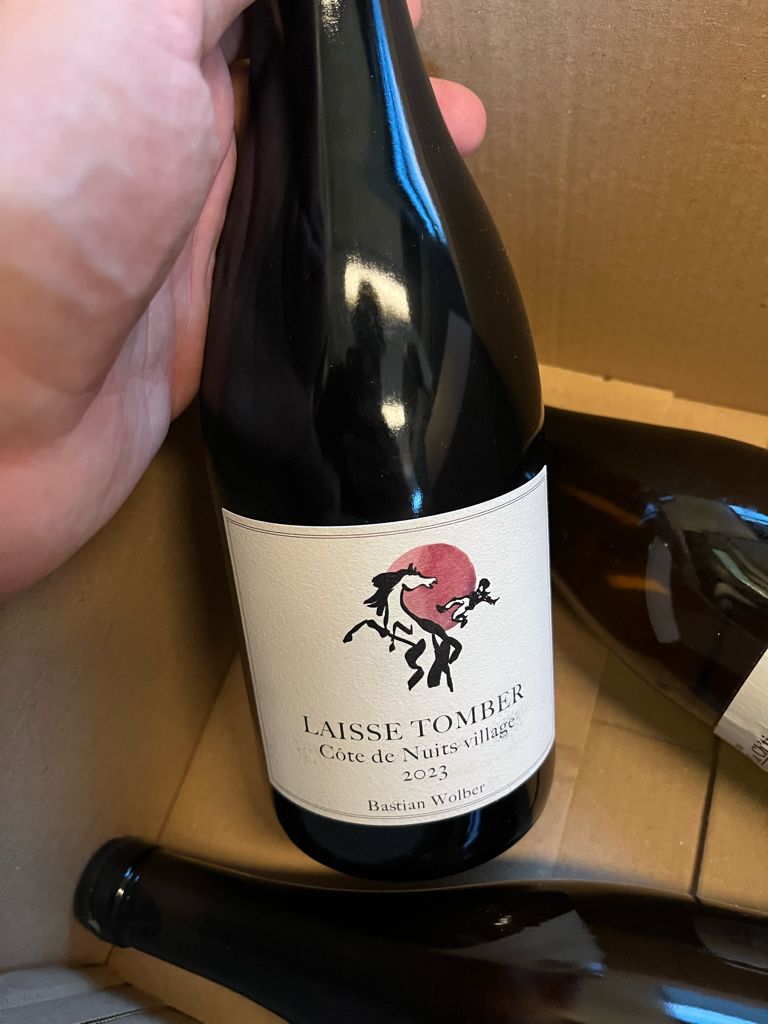 LAISSE TOMBER
Côte de Nuits village
2023
Bastian Wolber